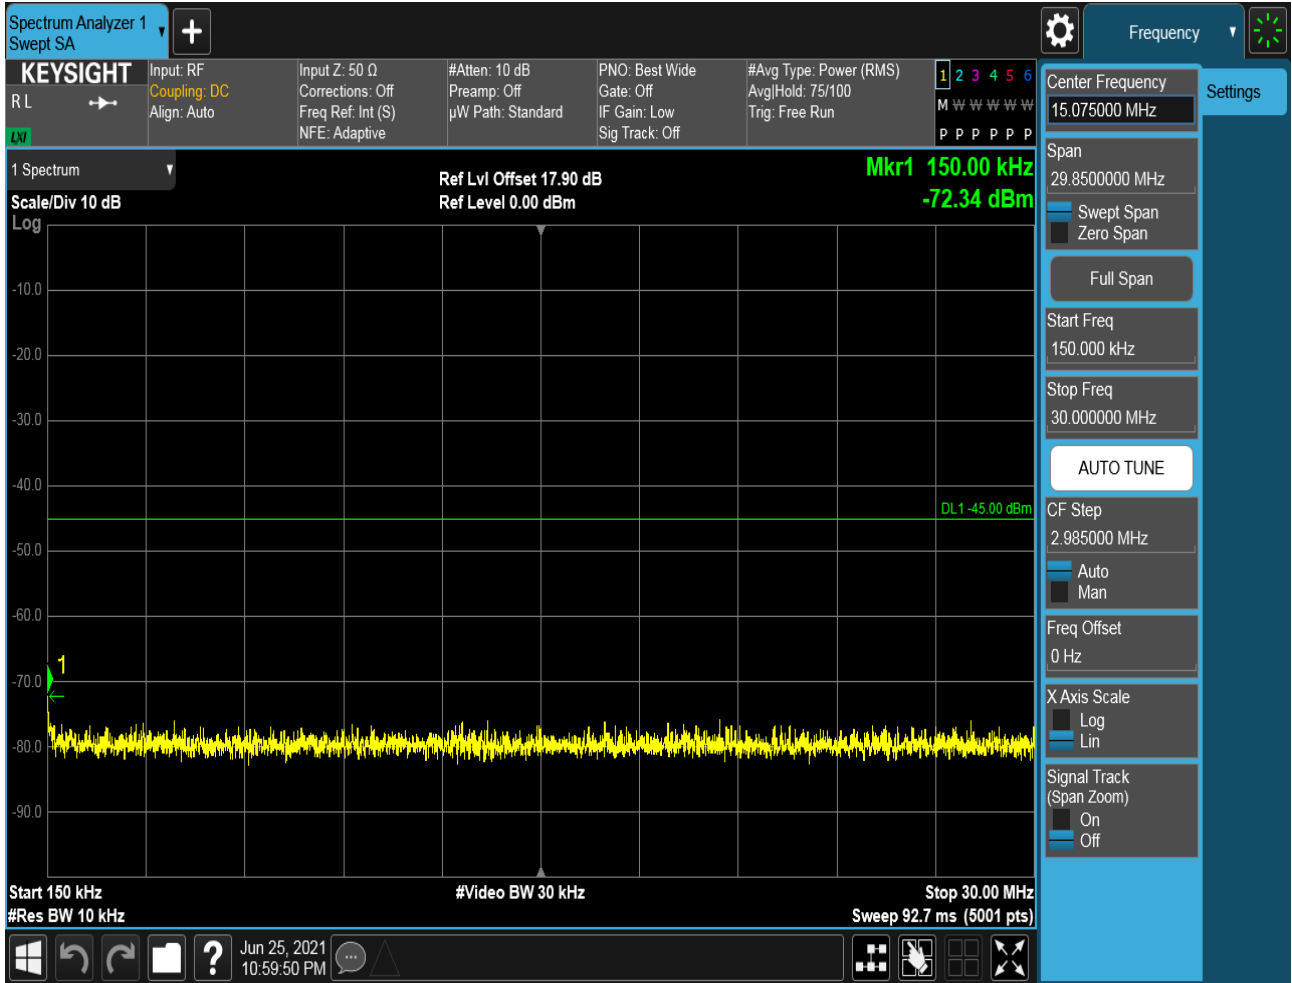 Spectrum Analyzer 1
Swept SA
Frequency
KEYSIGHT
R L
LXI
Input: RF
Coupling: DC
Align: Auto
Input Z: 50 Ω
Corrections: Off
Freq Ref: Int (S)
NFE: Adaptive
#Atten: 10 dB
Preamp: Off
µW Path: Standard
PNO: Best Wide
Gate: Off
IF Gain: Low
Sig Track: Off
#Avg Type: Power (RMS)
Avg|Hold: 75/100
Trig: Free Run
1 2 3 4 5 6
M W W W W W
P P P P P P
1 Spectrum
Scale/Div 10 dB
Log
Ref Lvl Offset 17.90 dB
Ref Level 0.00 dBm
Mkr1 150.00 kHz
-72.34 dBm
-10.0
-20.0
-30.0
-40.0
DL1 -45.00 dBm
-50.0
-60.0
1
-70.0
-80.0
-90.0
Start 150 kHz
#Res BW 10 kHz
#Video BW 30 kHz
Stop 30.00 MHz
Sweep 92.7 ms (5001 pts)
Center Frequency
15.075000 MHz
Settings
Span
29.8500000 MHz
Swept Span
Zero Span
Full Span
Start Freq
150.000 kHz
Stop Freq
30.000000 MHz
AUTO TUNE
CF Step
2.985000 MHz
Auto
Man
Freq Offset
0 Hz
X Axis Scale
Log
Lin
Signal Track
(Span Zoom)
On
Off
?
Jun 25, 2021
10:59:50 PM